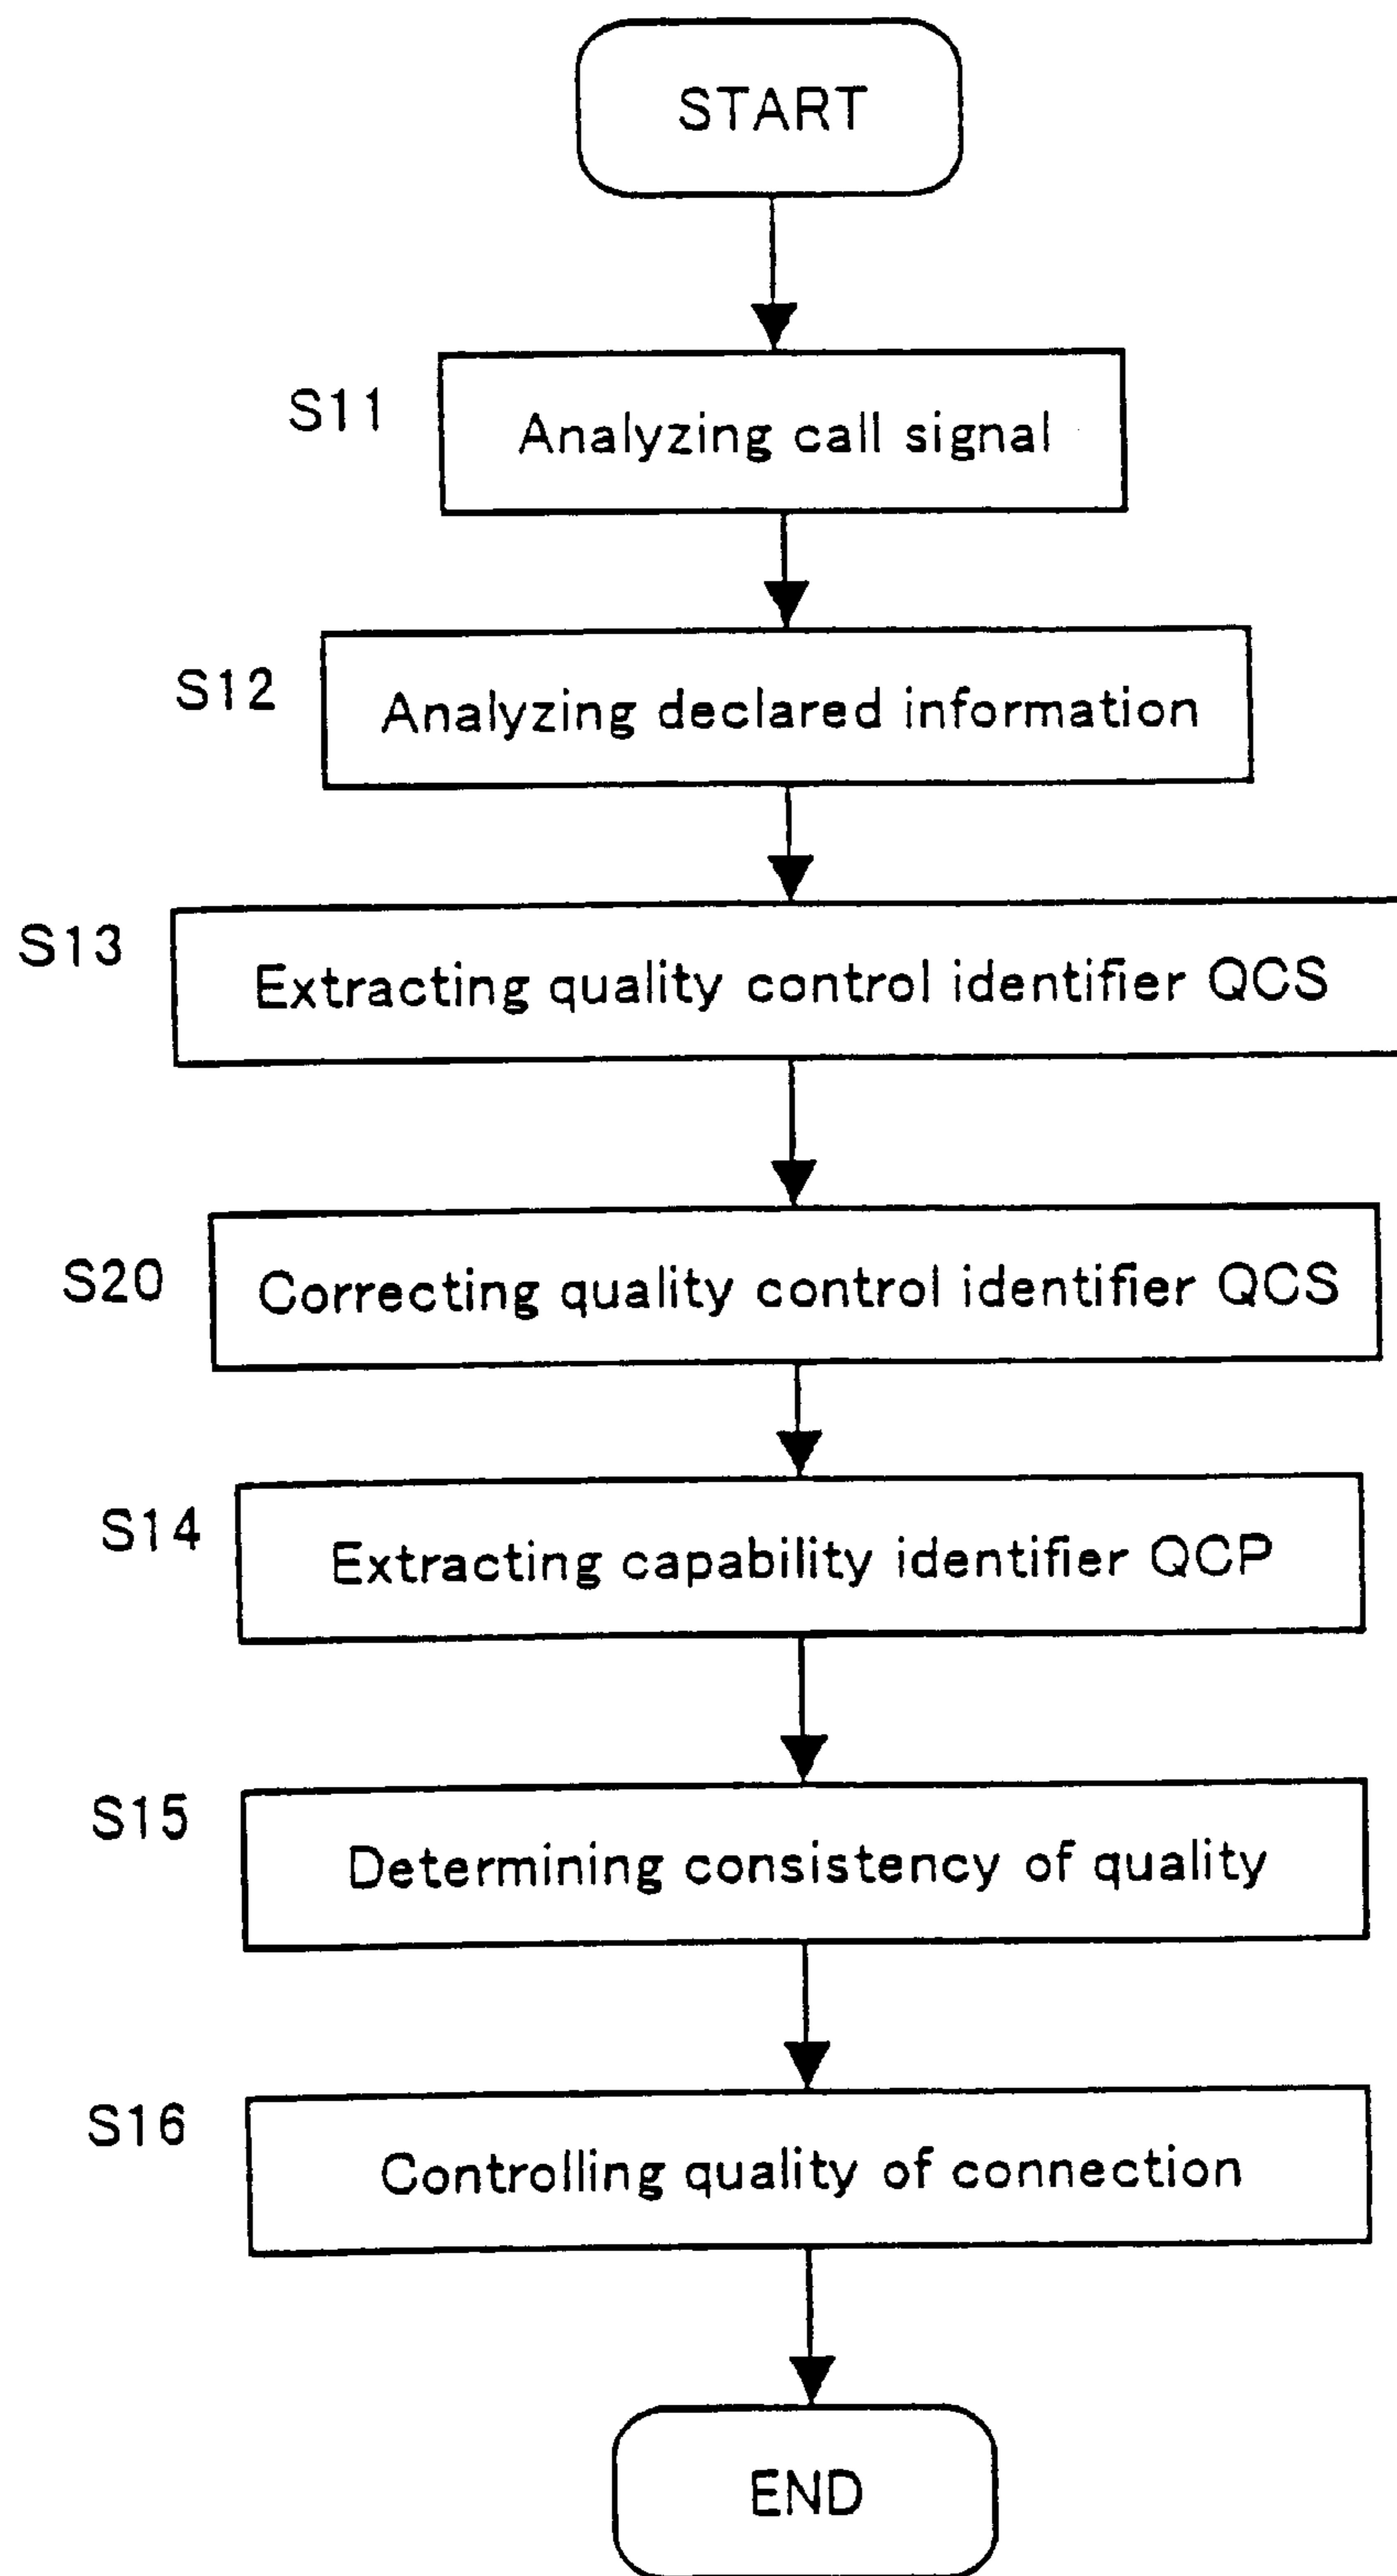 START
S11
Analyzing call signal
S12
Analyzing declared information
S13
Extracting quality control identifier QCS
S20
Correcting quality control identifier QCS
S14
Extracting capability identifier QCP
S15
Determining consistency of quality
S16
Controlling quality of connection
END